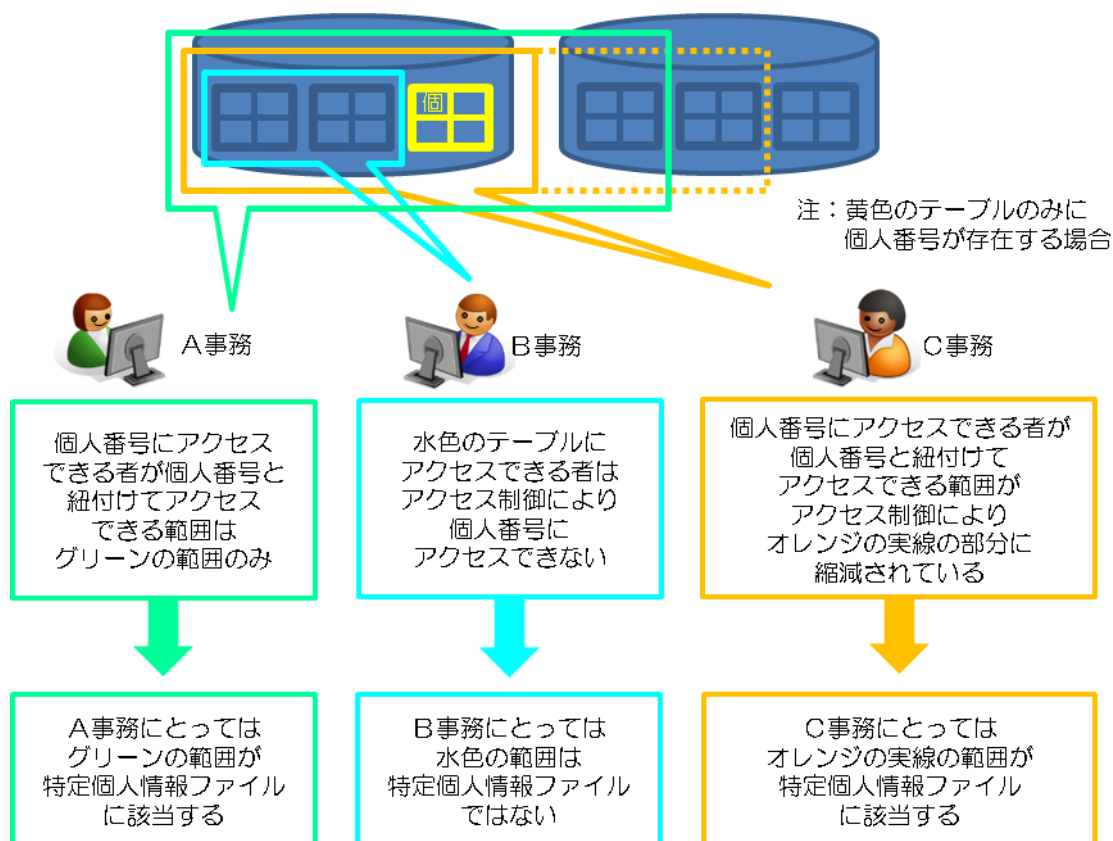 個
注：黄色のテーブルのみに
個人番号が存在する場合
Ａ事務
Ｂ事務
Ｃ事務
個人番号にアクセス
できる者が個人番号と
紐付けてアクセス
できる範囲は
グリーンの範囲のみ
水色のテーブルに
アクセスできる者は
アクセス制御により
個人番号に
アクセスできない
個人番号にアクセスできる者が
個人番号と紐付けて
アクセスできる範囲が
アクセス制御により
オレンジの実線の部分に
縮減されている
Ａ事務にとっては
グリーンの範囲が
特定個人情報ファイル
に該当する
Ｂ事務にとっては
水色の範囲は
特定個人情報ファイル
ではない
Ｃ事務にとっては
オレンジの実線の範囲が
特定個人情報ファイル
に該当する